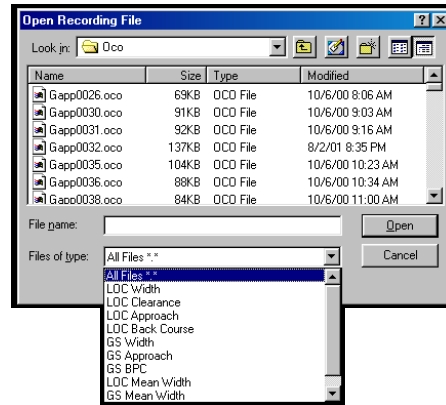 Open Recording File
Look in: Oco
Name Size Type Modified
Gapp0026.oco 69KB OCO File 10/6/00 8:06 AM
Gapp0030.oco 91KB OCO File 10/6/00 9:03 AM
Gapp0031.oco 92KB OCO File 10/6/00 9:16 AM
Gapp0032.oco 137KB OCO File 8/2/01 8:35 PM
Gapp0035.oco 104KB OCO File 10/6/00 10:23 AM
Gapp0036.oco 88KB OCO File 10/6/00 10:34 AM
Gapp0038.oco 84KB OCO File 10/6/00 11:00 AM
File name: Open
Files of type: All Files *.* Cancel
All Files *.*
LOC Width
LOC Clearance
LOC Approach
LOC Back Course
GS Width
GS Approach
GS BPC
LOC Mean Width
GS Mean Width